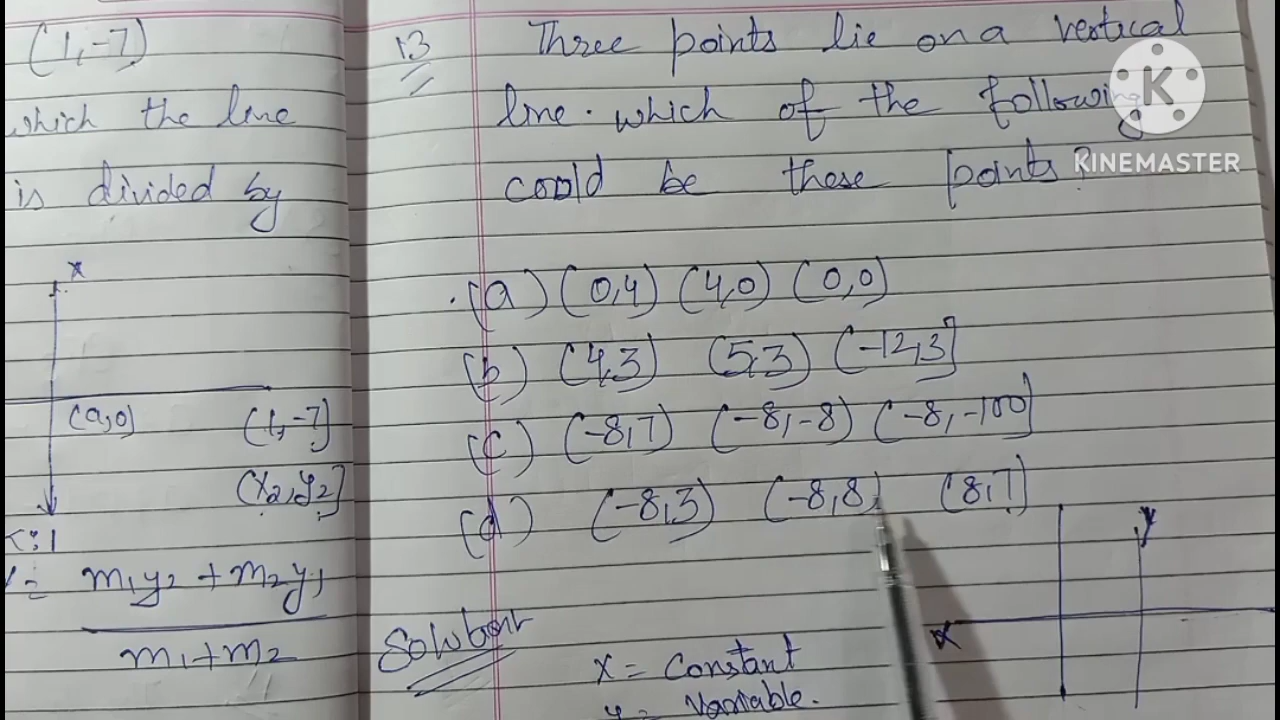 (1,-7)
which the line
is divided by
x
(a,0) (1,-7)
(x2,y2)
:1
= m1y2 + m2y1
m1+m2
13 Three points lie on a vertical
line. which of the following
could be these points?
(a) (0,4) (4,0) (0,0)
(b) (4,3) (5,3) (-12,3)
(c) (-8,7) (-8,-8) (-8,-100)
(d) (-8,3) (-8,8) (8,7)
y
x
Solution
x = Constant
y = Variable.
K
KINEMASTER